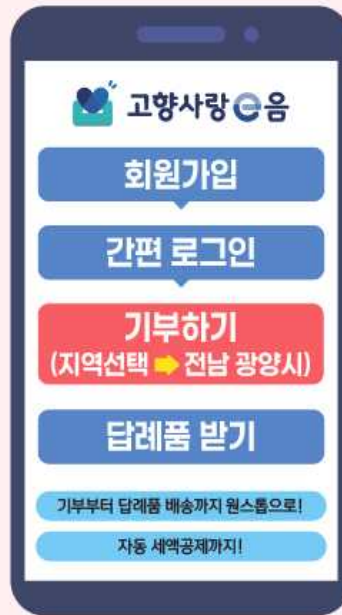 고향사랑e음
회원가입
간편 로그인
기부하기
(지역선택 ➡ 전남 광양시)
답례품 받기
기부부터 답례품 배송까지 원스톱으로!
자동 세액공제까지!